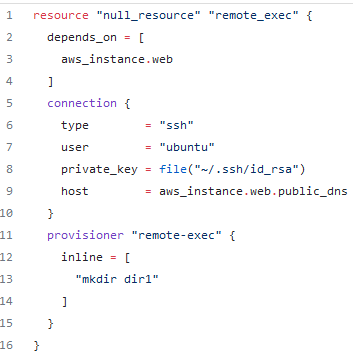 1 resource "null_resource" "remote_exec" {
2   depends_on = [
3     aws_instance.web
4   ]
5   connection {
6     type        = "ssh"
7     user        = "ubuntu"
8     private_key = file("~/.ssh/id_rsa")
9     host        = aws_instance.web.public_dns
10   }
11   provisioner "remote-exec" {
12     inline = [
13       "mkdir dir1"
14     ]
15   }
16 }